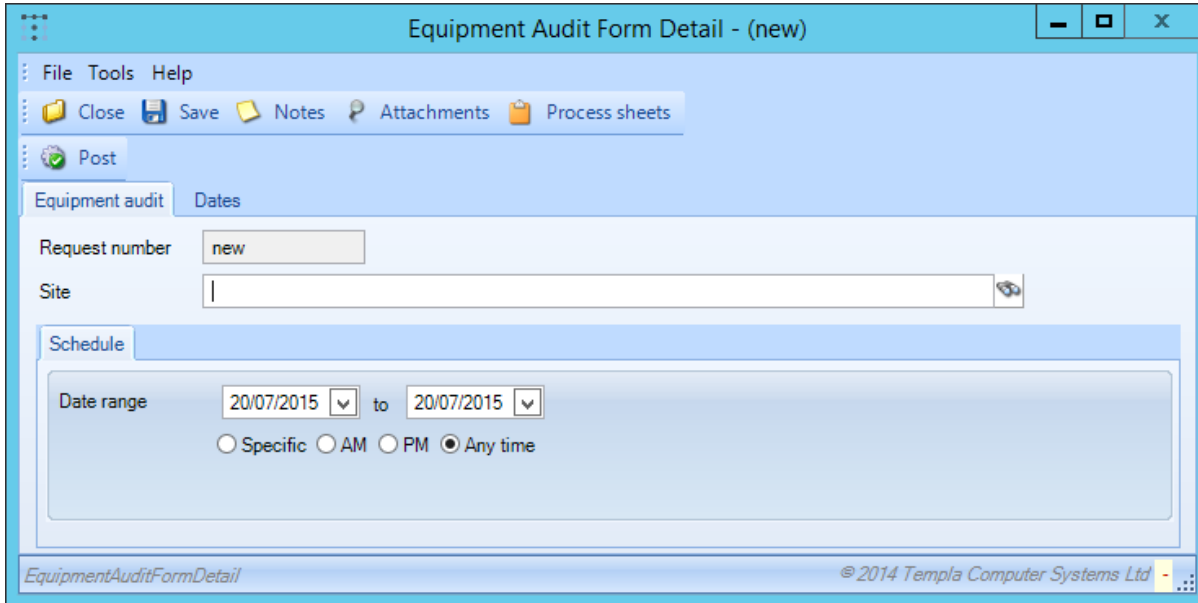 Equipment Audit Form Detail - (new)
File Tools Help
Close Save Notes Attachments Process sheets
Post
Equipment audit Dates
Request number new
Site
Schedule
Date range 20/07/2015 to 20/07/2015
Specific AM PM Any time
EquipmentAuditFormDetail © 2014 Templa Computer Systems Ltd -